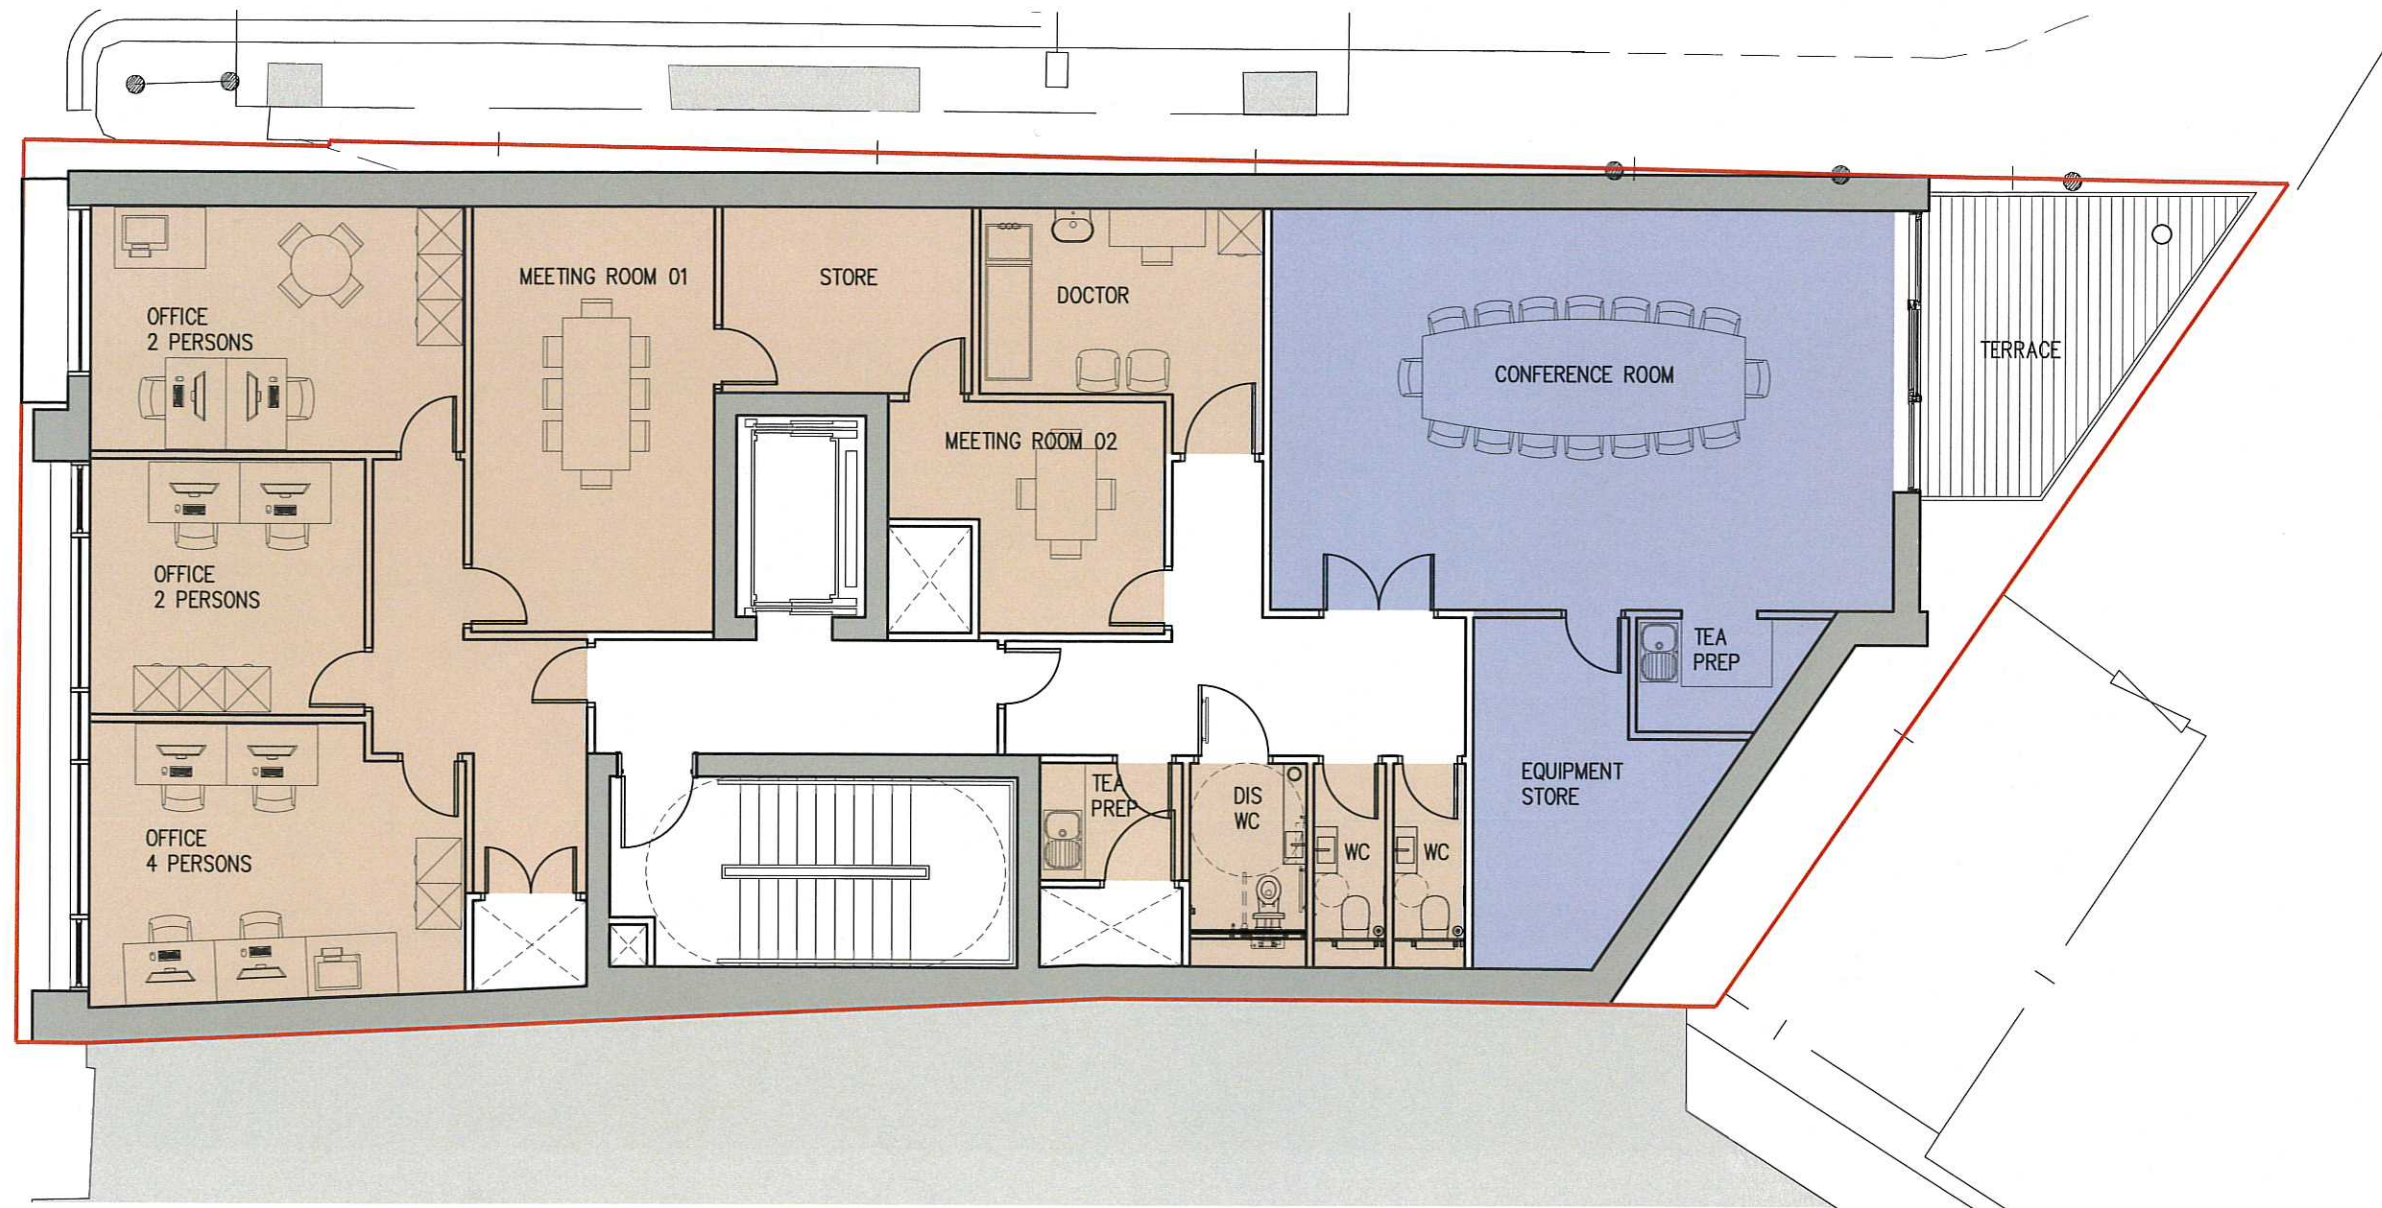 MEETING ROOM 01
STORE
DOCTOR
OFFICE
2 PERSONS
TERRACE
CONFERENCE ROOM
MEETING ROOM 02
OFFICE
2 PERSONS
TEA
PREP
EQUIPMENT
STORE
TEA
PREP
DIS
WC
WC
WC
OFFICE
4 PERSONS